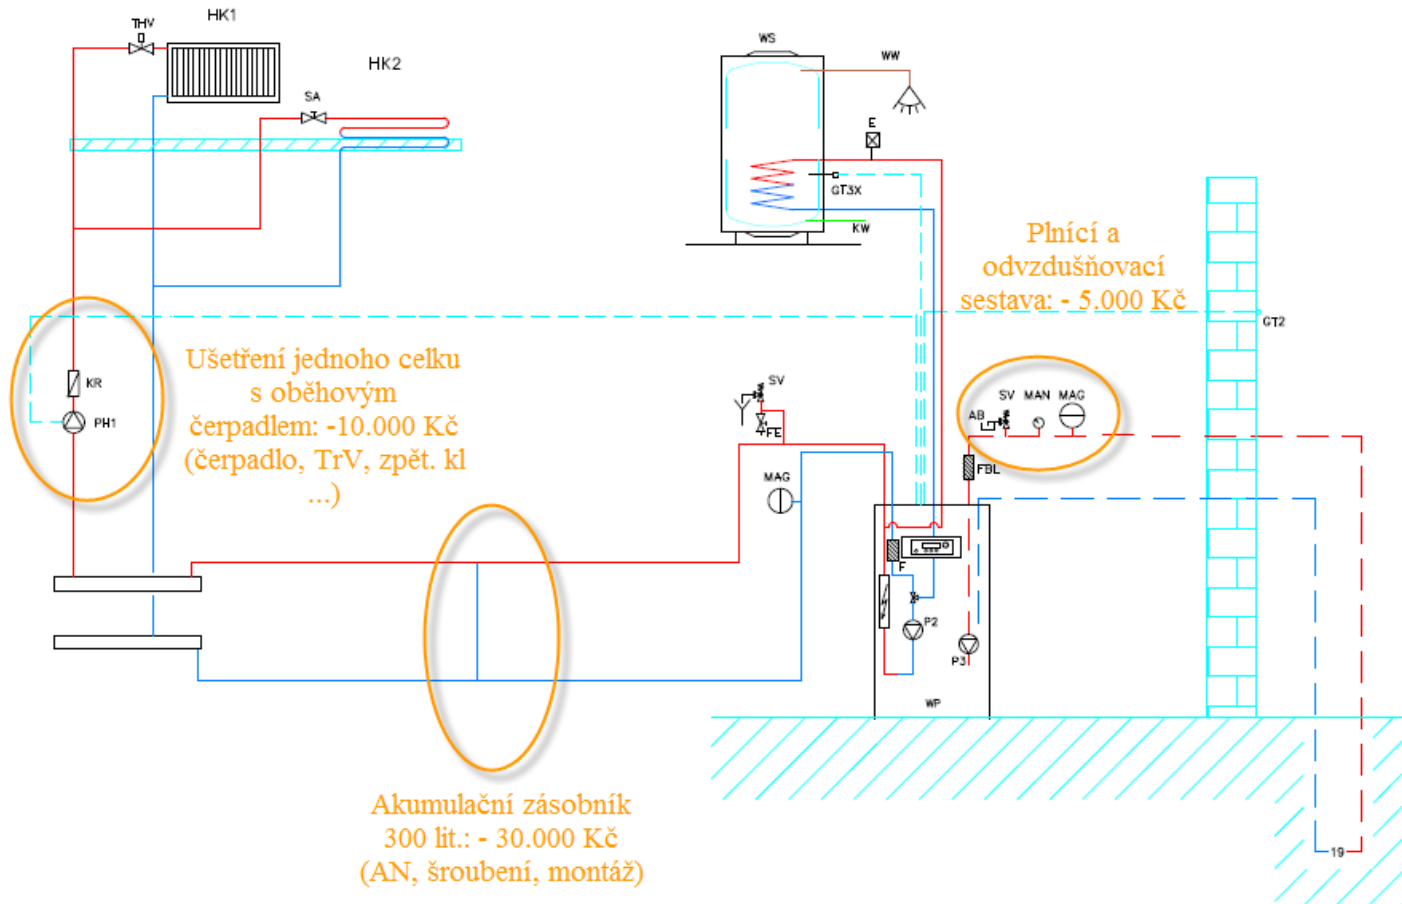 HK1
THV
HK2
SA
WS
WW
E
GT3X
KW
Plnící a
odvzdušňovací
sestava: - 5.000 Kč
GT2
KR
PH1
Ušetření jednoho celku
s oběhovým
čerpadlem: -10.000 Kč
(čerpadlo, TrV, zpět. kl
...)
SV
FE
MAG
AB
SV MAN MAG
FBL
F
P2
P3
WP
Akumulační zásobník
300 lit.: - 30.000 Kč
(AN, šroubení, montáž)
19